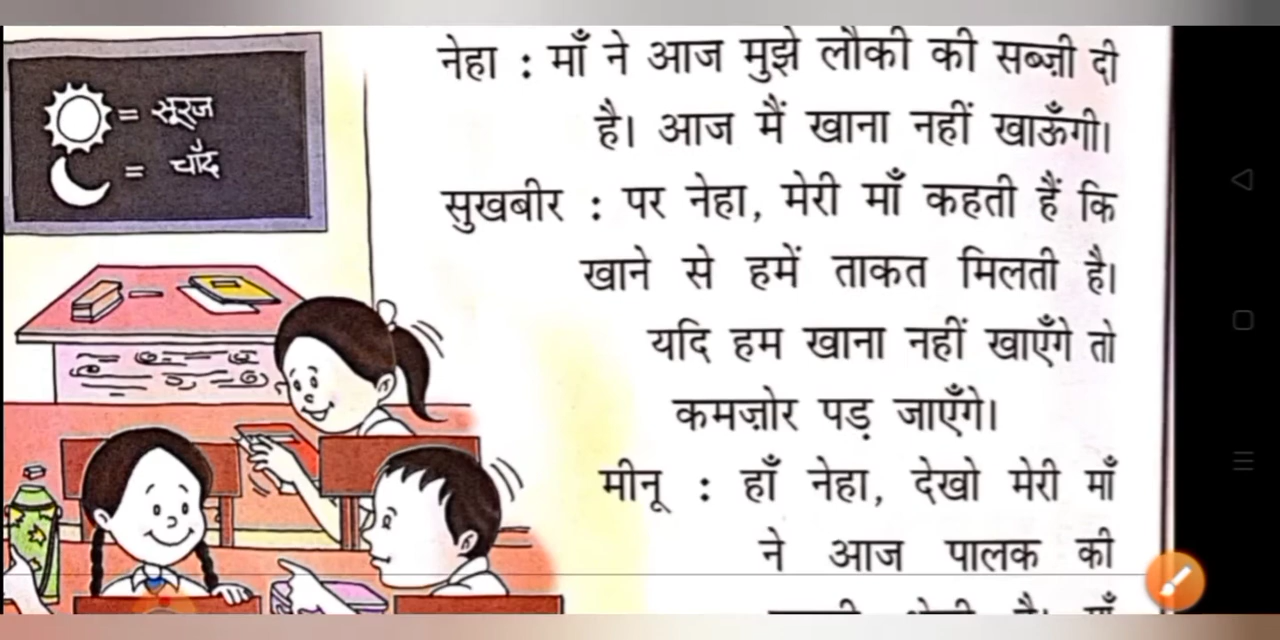 = सूरज
= चाँद
नेहा : माँ ने आज मुझे लौकी की सब्ज़ी दी
है। आज मैं खाना नहीं खाऊँगी।
सुखबीर : पर नेहा, मेरी माँ कहती हैं कि
खाने से हमें ताकत मिलती है।
यदि हम खाना नहीं खाएँगे तो
कमज़ोर पड़ जाएँगे।
मीनू : हाँ नेहा, देखो मेरी माँ
ने आज पालक की